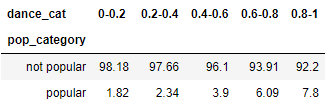 dance_cat 0-0.2 0.2-0.4 0.4-0.6 0.6-0.8 0.8-1
pop_category
not popular 98.18 97.66 96.1 93.91 92.2
popular 1.82 2.34 3.9 6.09 7.8